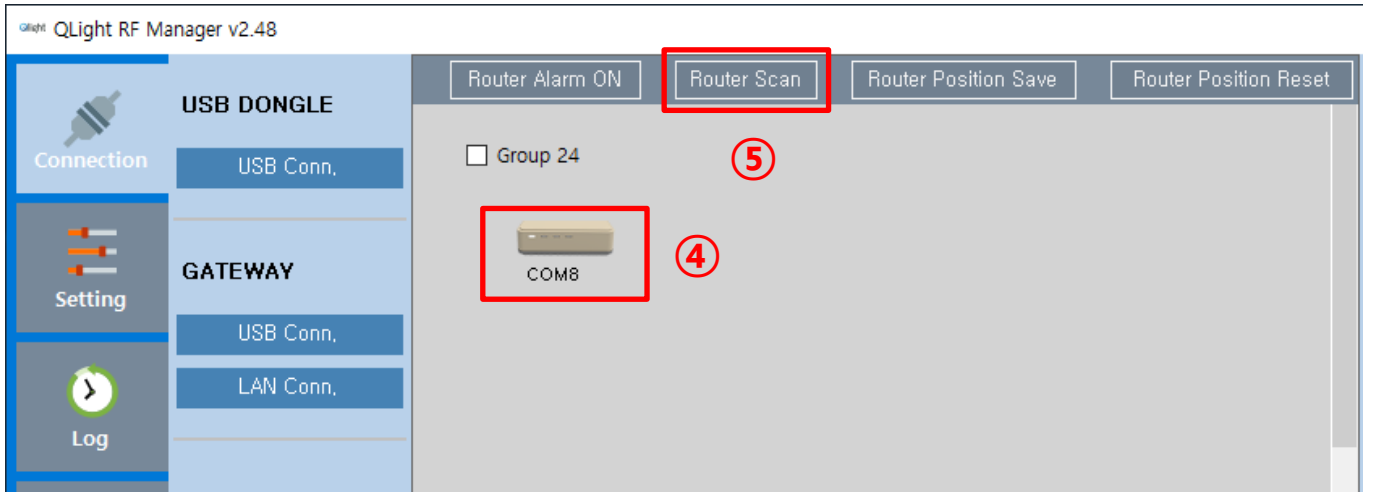 Qlight QLight RF Manager v2.48
Router Alarm ON
Router Scan
Router Position Save
Router Position Reset
Connection
USB DONGLE
USB Conn,
Group 24
⑤
Setting
GATEWAY
USB Conn,
LAN Conn,
COM8
④
Log